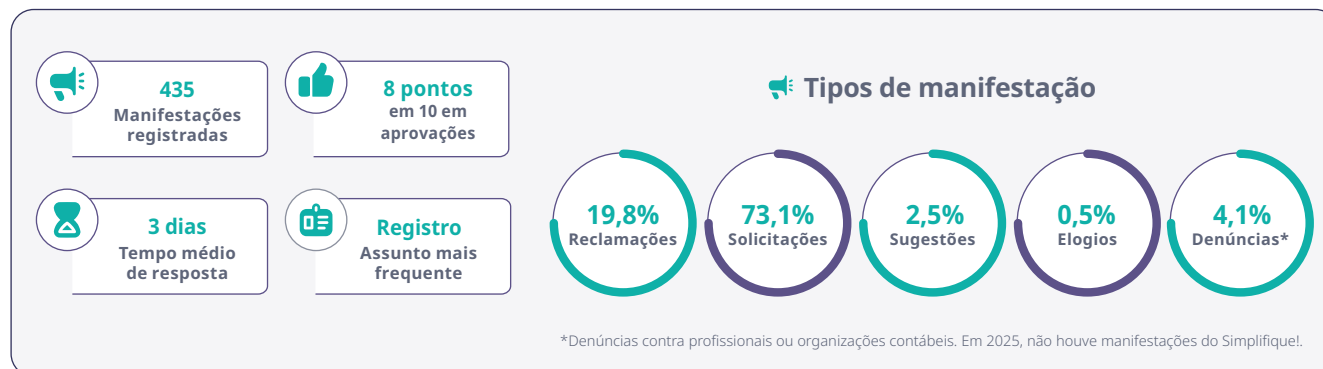 435
Manifestações
registradas
8 pontos
em 10 em
aprovações
3 dias
Tempo médio
de resposta
Registro
Assunto mais
frequente
Tipos de manifestação
19,8%
Reclamações
73,1%
Solicitações
2,5%
Sugestões
0,5%
Elogios
4,1%
Denúncias*
*Denúncias contra profissionais ou organizações contábeis. Em 2025, não houve manifestações do Simplifique!.